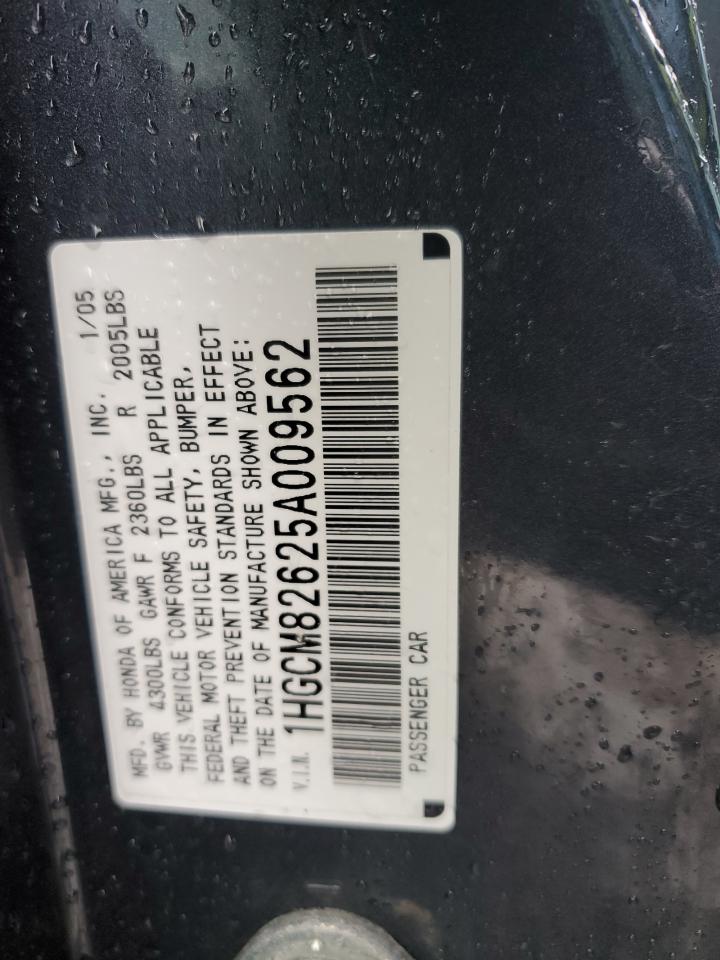 MFD. BY HONDA OF AMERICA MFG., INC. 1/05
GVWR 4300LBS GAWR F 2360LBS R 2005LBS
THIS VEHICLE CONFORMS TO ALL APPLICABLE
FEDERAL MOTOR VEHICLE SAFETY, BUMPER,
AND THEFT PREVENTION STANDARDS IN EFFECT
ON THE DATE OF MANUFACTURE SHOWN ABOVE:
V.I.N. 1HGCM82625A009562
PASSENGER CAR